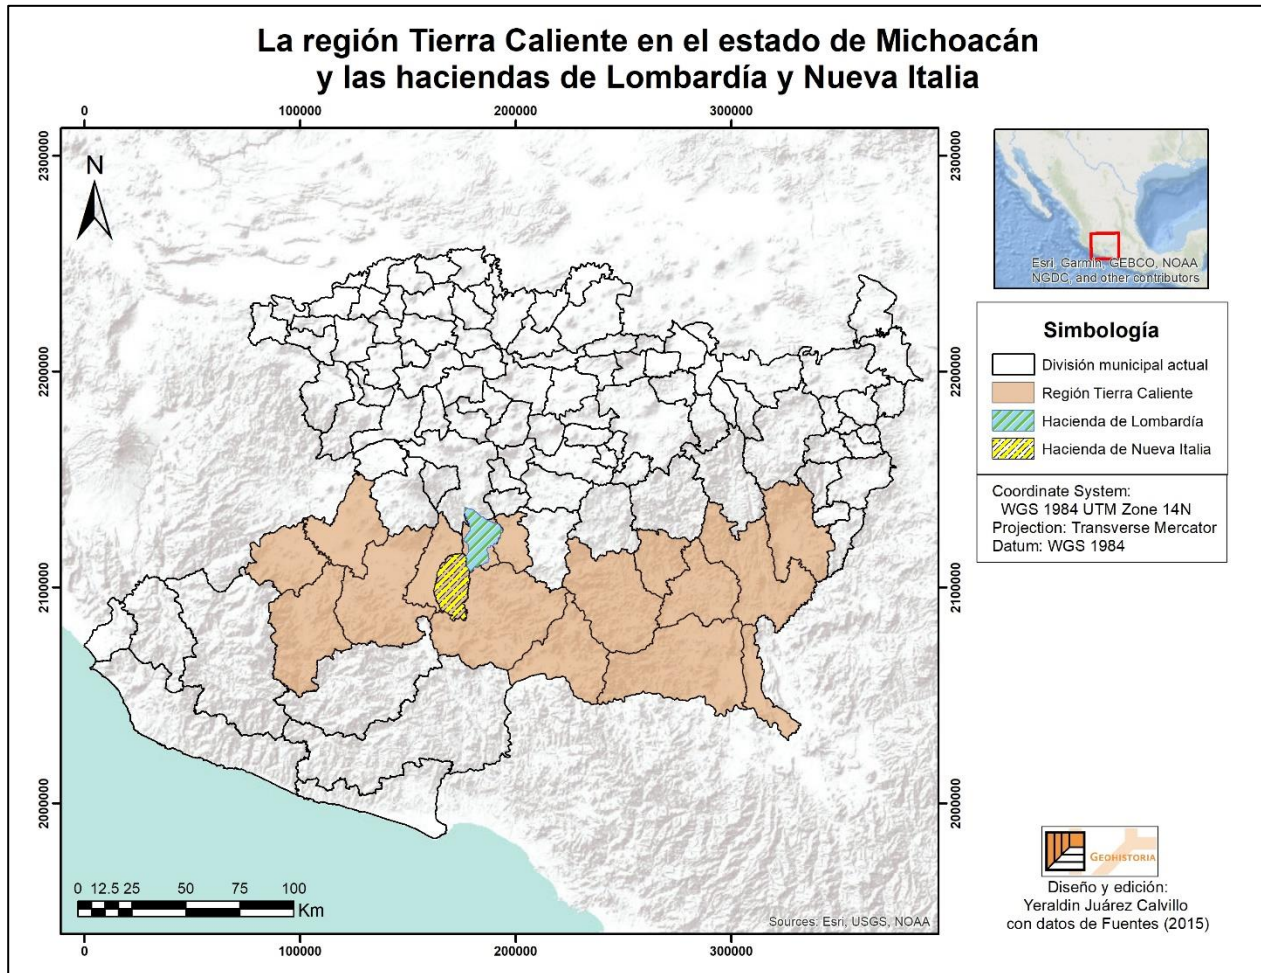 La región Tierra Caliente en el estado de Michoacán
y las haciendas de Lombardía y Nueva Italia
0 100000 200000 300000
2300000 2300000
N
2200000 2200000
2100000 2100000
2000000 2000000
0 12.5 25 50 75 100
Km
Sources: Esri, USGS, NOAA
0 100000 200000 300000
Esri, Garmin, GEBCO, NOAA
NGDC, and other contributors
Simbología
División municipal actual
Región Tierra Caliente
Hacienda de Lombardía
Hacienda de Nueva Italia
Coordinate System:
WGS 1984 UTM Zone 14N
Projection: Transverse Mercator
Datum: WGS 1984
GEOHISTORIA
Diseño y edición:
Yeraldin Juárez Calvillo
con datos de Fuentes (2015)